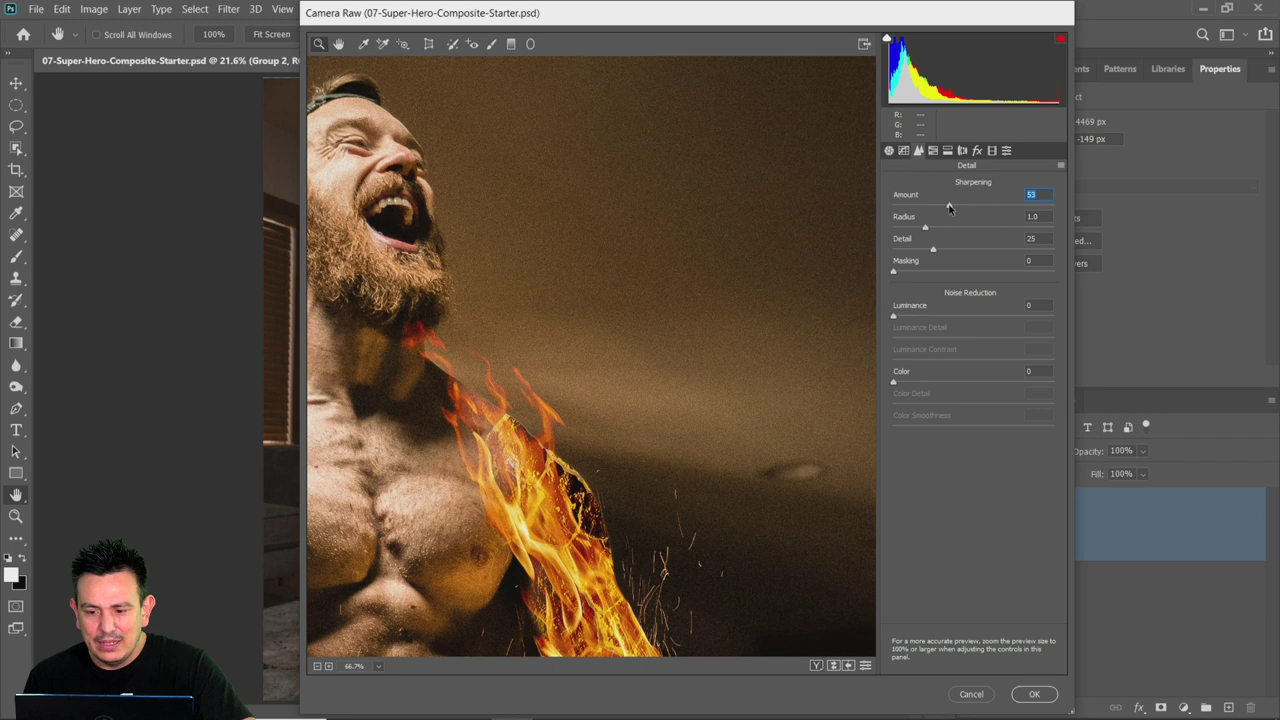 File Edit Image Layer Type Select Filter 3D View
Camera Raw (07-Super-Hero-Composite-Starter.psd)
Scroll All Windows 100% Fit Screen
07-Super-Hero-Composite-Starter.psd @ 21.6% (Group 2, R
Patterns Libraries Properties
4469 px
-149 px
R: ---
G: ---
B: ---
Detail
Sharpening
Amount 53
Radius 1.0
Detail 25
Masking 0
Noise Reduction
Luminance 0
Luminance Detail
Luminance Contrast
Color 0
Color Detail
Color Smoothness
Opacity: 100%
Fill: 100%
For a more accurate preview, zoom the preview size to
100% or larger when adjusting the controls in this
panel.
66.7%
Cancel OK